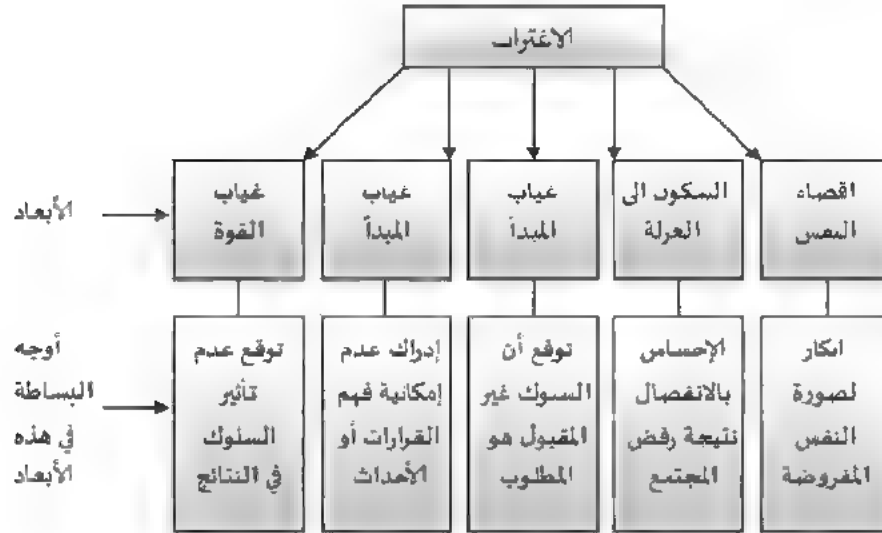 الاغتراب
الأبعاد
غياب
القوة
غياب
المبدأ
غياب
المبدأ
السكون الى
العزلة
اقصاء
النفس
أوجه
البساطة
في هذه
الأبعاد
توقع عدم
تأثير
السلوك
في النتائج
إدراك عدم
إمكانية فهم
القرارات أو
الأحداث
توقع أن
السلوك غير
المقبول هو
المطلوب
الإحساس
بالانفصال
نتيجة رفض
المجتمع
انكار
لصورة
النفس
المفروضة